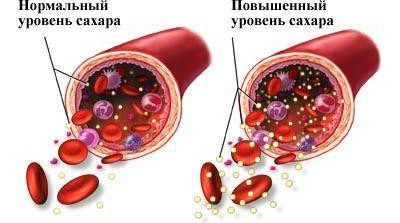 Нормальный
уровень сахара
Повышенный
уровень сахара